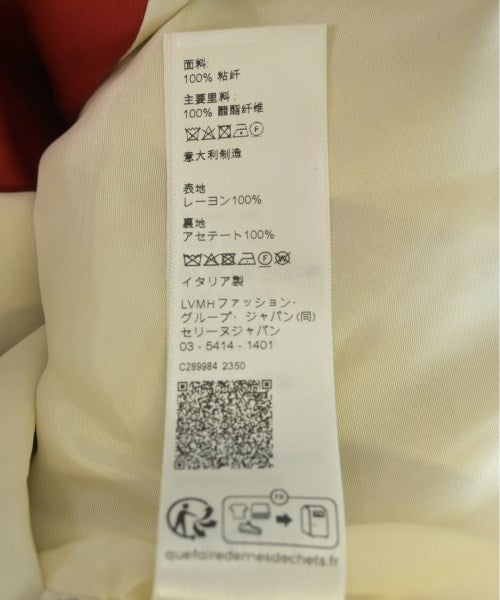 面料:
100% 粘纤
主要里料:
100% 醋酯纤维
F
意大利制造
表地
レーヨン100%
裏地
アセテート100%
F W
イタリア製
LVMHファッション・
グループ・ジャパン(同)
セリーヌジャパン
03 - 5414 - 1401
C289984 2350
FR
quefairedemesdechets.fr